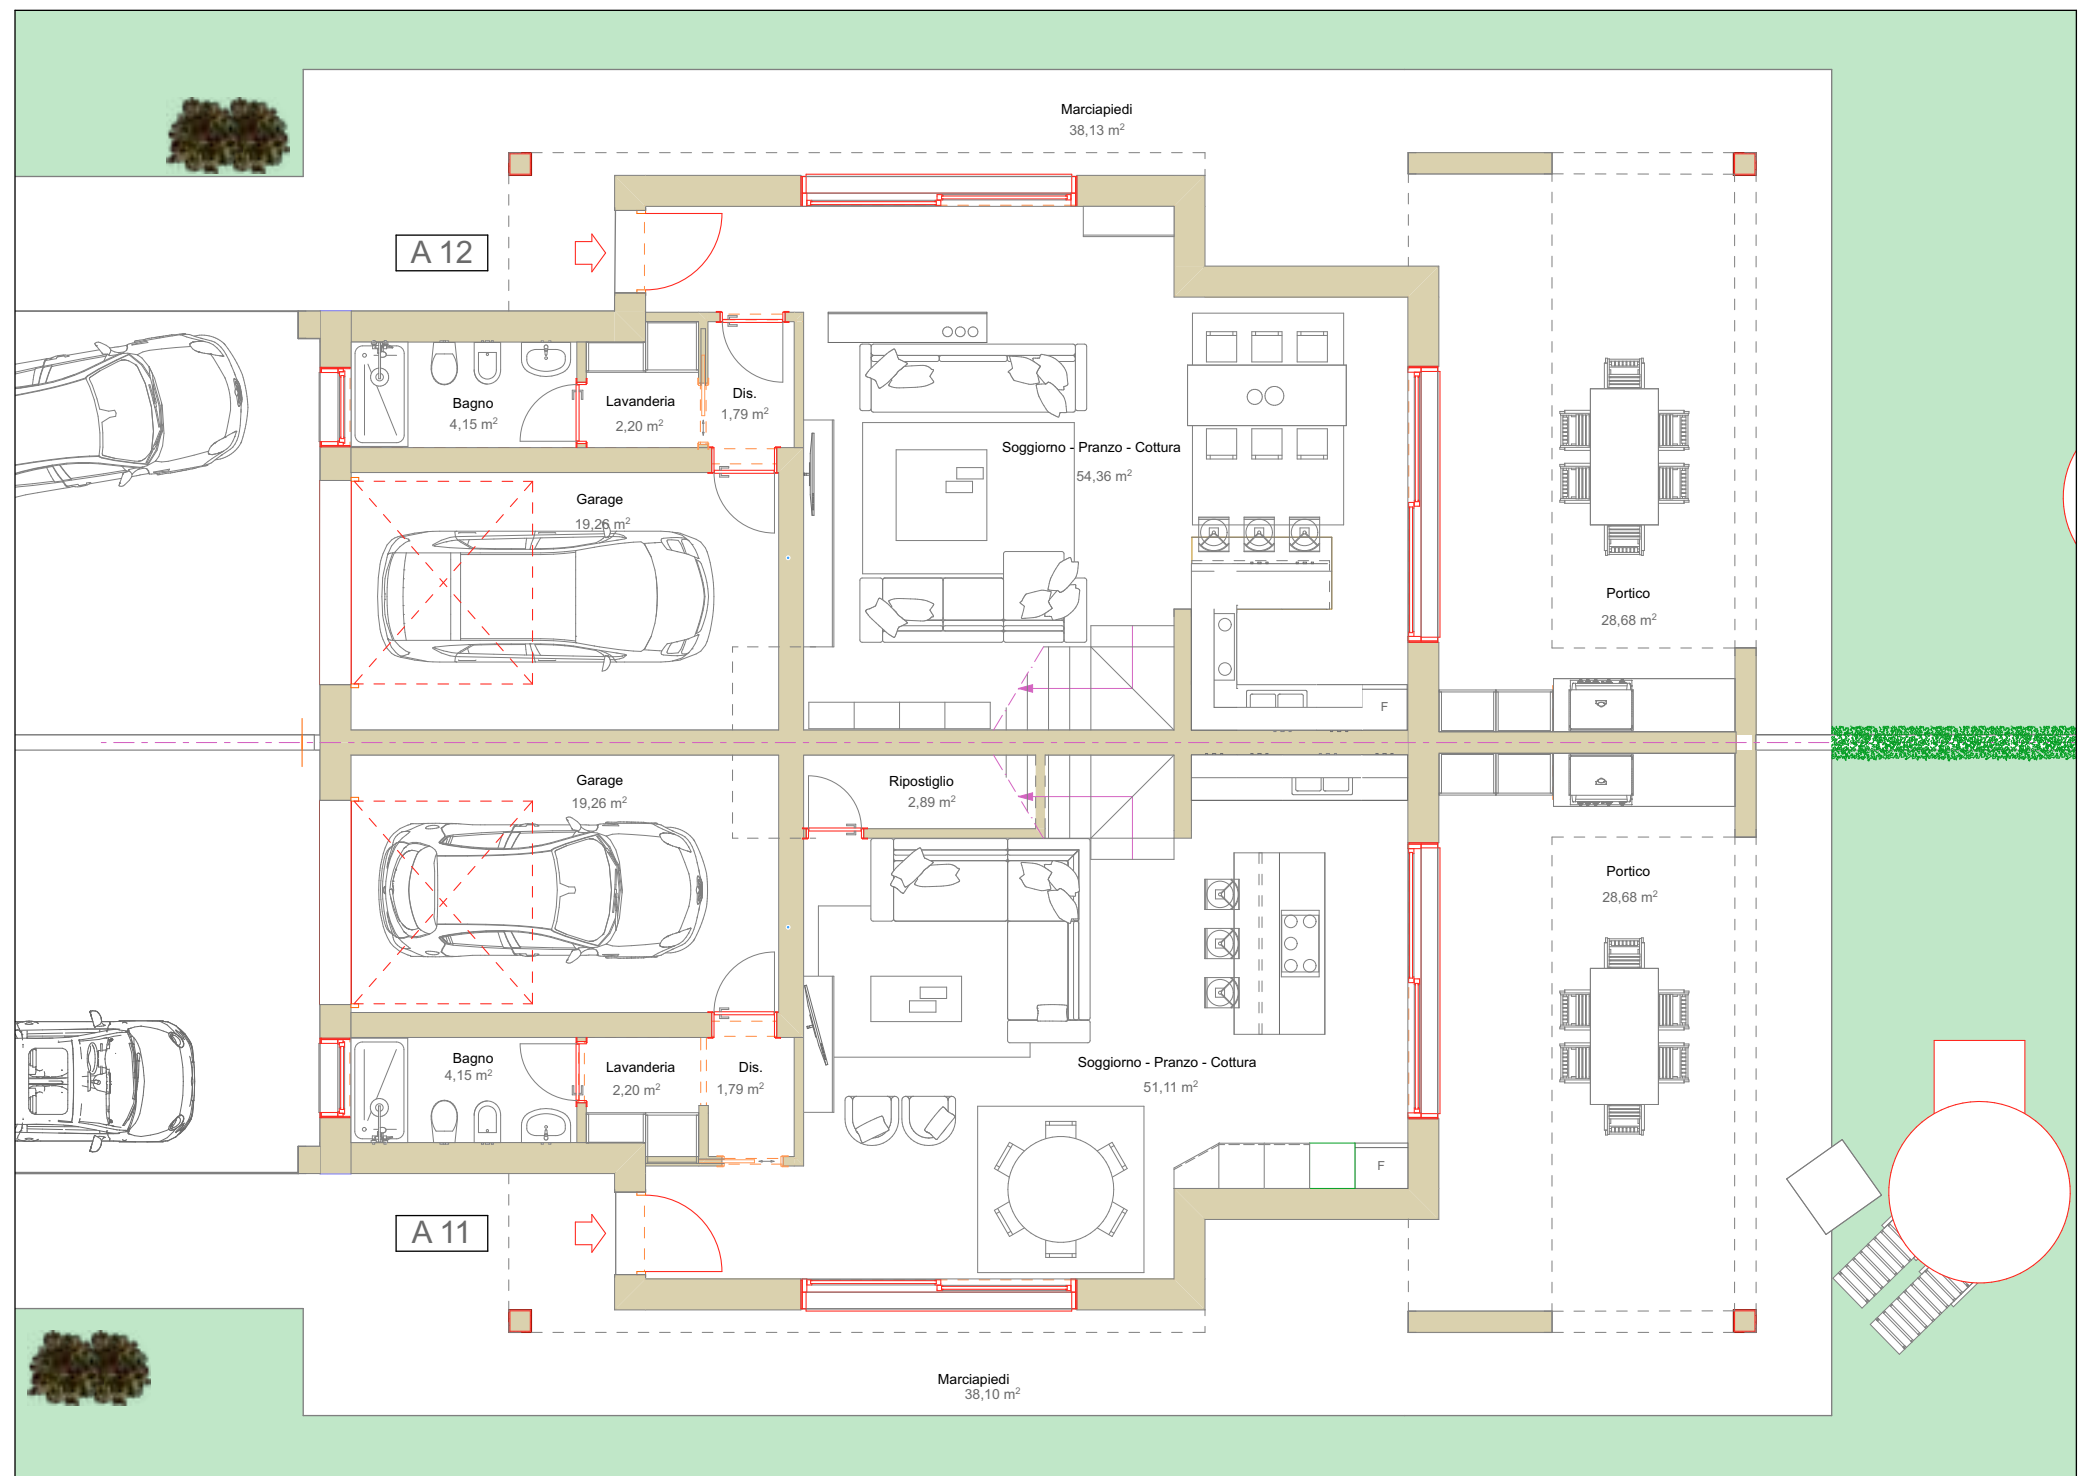 Marciapiedi
38,13 m²
A 12
Bagno
4,15 m²
Lavanderia
2,20 m²
Dis.
1,79 m²
Soggiorno - Pranzo - Cottura
54,36 m²
Garage
19,26 m²
Portico
28,68 m²
F
Garage
19,26 m²
Ripostiglio
2,89 m²
Portico
28,68 m²
Bagno
4,15 m²
Lavanderia
2,20 m²
Dis.
1,79 m²
Soggiorno - Pranzo - Cottura
51,11 m²
F
A 11
Marciapiedi
38,10 m²